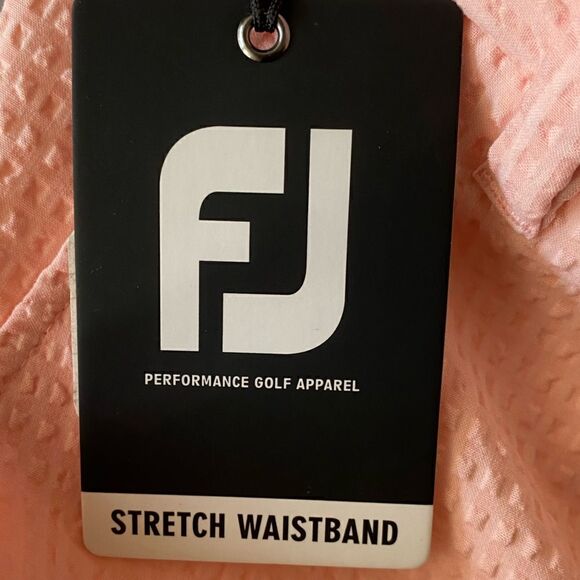 FJ
PERFORMANCE GOLF APPAREL
STRETCH WAISTBAND